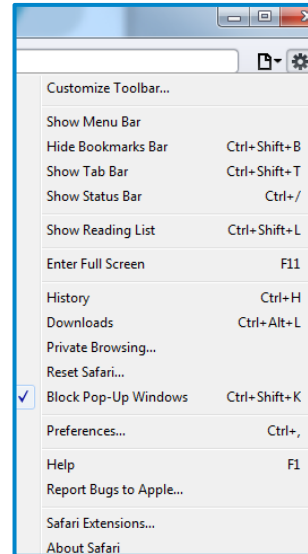 Customize Toolbar...
Show Menu Bar
Hide Bookmarks Bar Ctrl+Shift+B
Show Tab Bar Ctrl+Shift+T
Show Status Bar Ctrl+/
Show Reading List Ctrl+Shift+L
Enter Full Screen F11
History Ctrl+H
Downloads Ctrl+Alt+L
Private Browsing...
Reset Safari...
Block Pop-Up Windows Ctrl+Shift+K
Preferences... Ctrl+,
Help F1
Report Bugs to Apple...
Safari Extensions...
About Safari